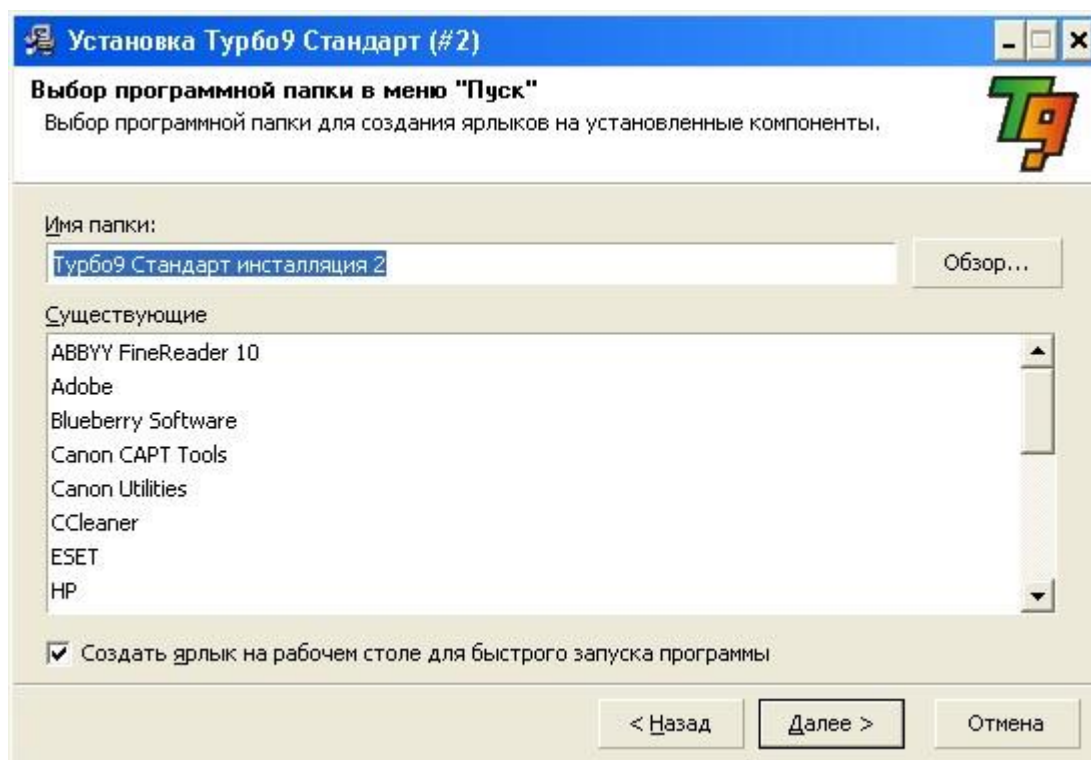 Установка Турбо9 Стандарт (#2)
Выбор программной папки в меню "Пуск"
Выбор программной папки для создания ярлыков на установленные компоненты.
T9
Имя папки:
Турбо9 Стандарт инсталляция 2
Обзор...
Существующие
ABBYY FineReader 10
Adobe
Blueberry Software
Canon CAPT Tools
Canon Utilities
CCleaner
ESET
HP
Создать ярлык на рабочем столе для быстрого запуска программы
< Назад
Далее >
Отмена